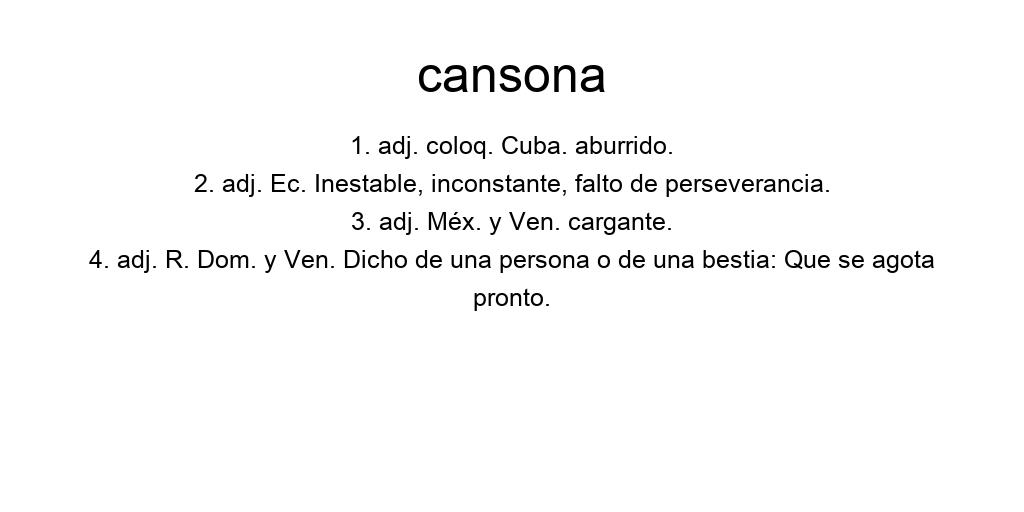 cansona
1. adj. coloq. Cuba. aburrido.
2. adj. Ec. Inestable, inconstante, falto de perseverancia.
3. adj. Méx. y Ven. cargante.
4. adj. R. Dom. y Ven. Dicho de una persona o de una bestia: Que se agota
pronto.